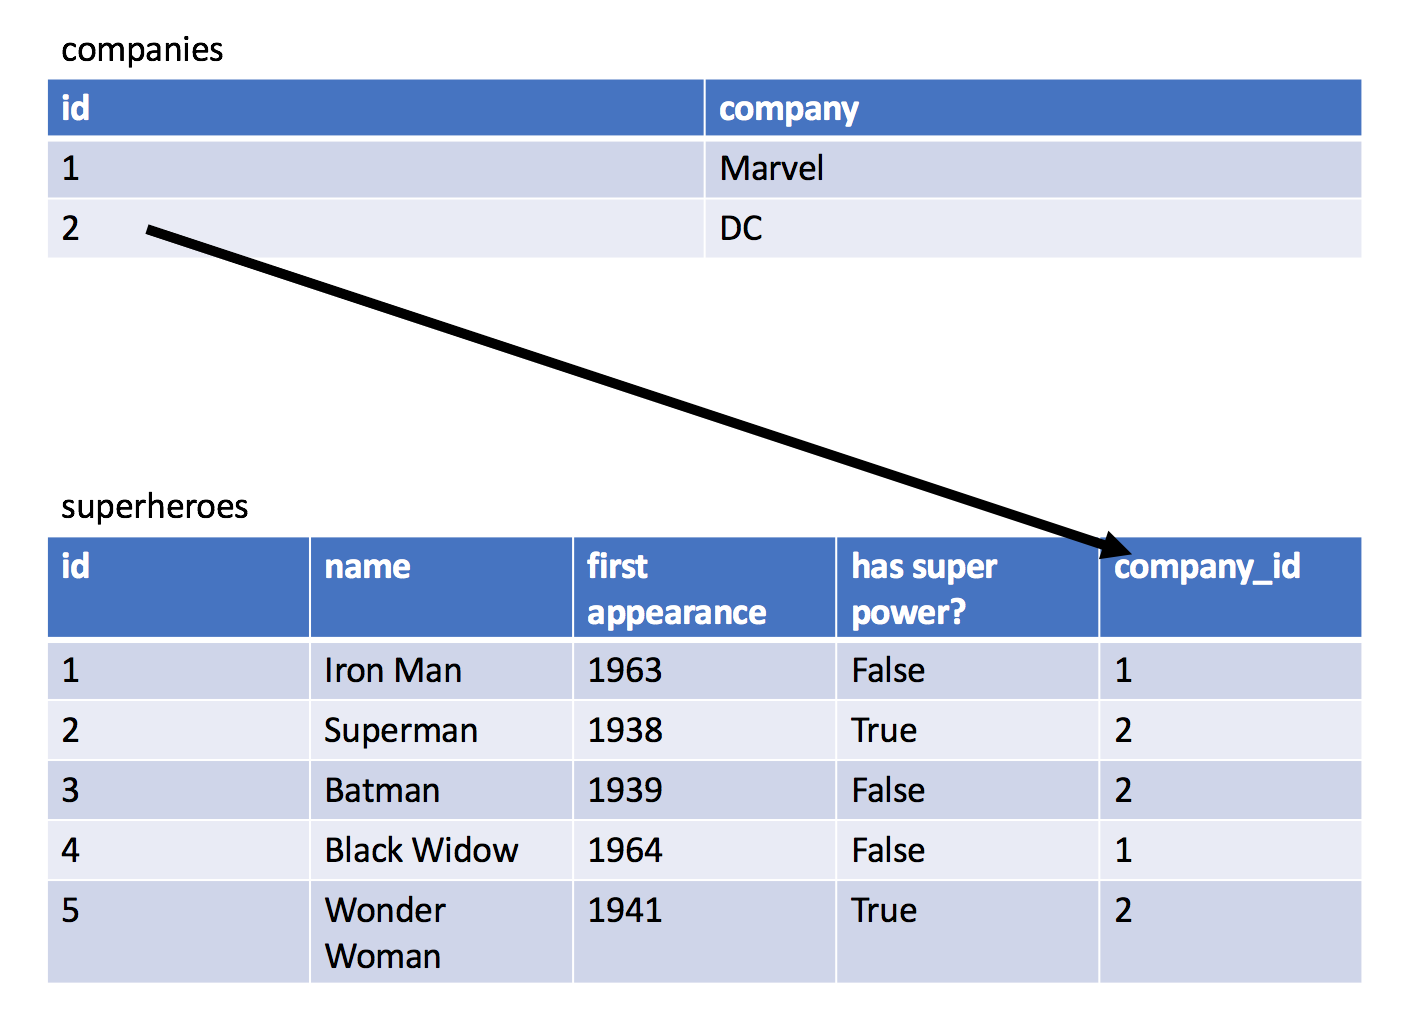 companies
id company
1 Marvel
2 DC
superheroes
id name first appearance has super power? company_id
1 Iron Man 1963 False 1
2 Superman 1938 True 2
3 Batman 1939 False 2
4 Black Widow 1964 False 1
5 Wonder Woman 1941 True 2